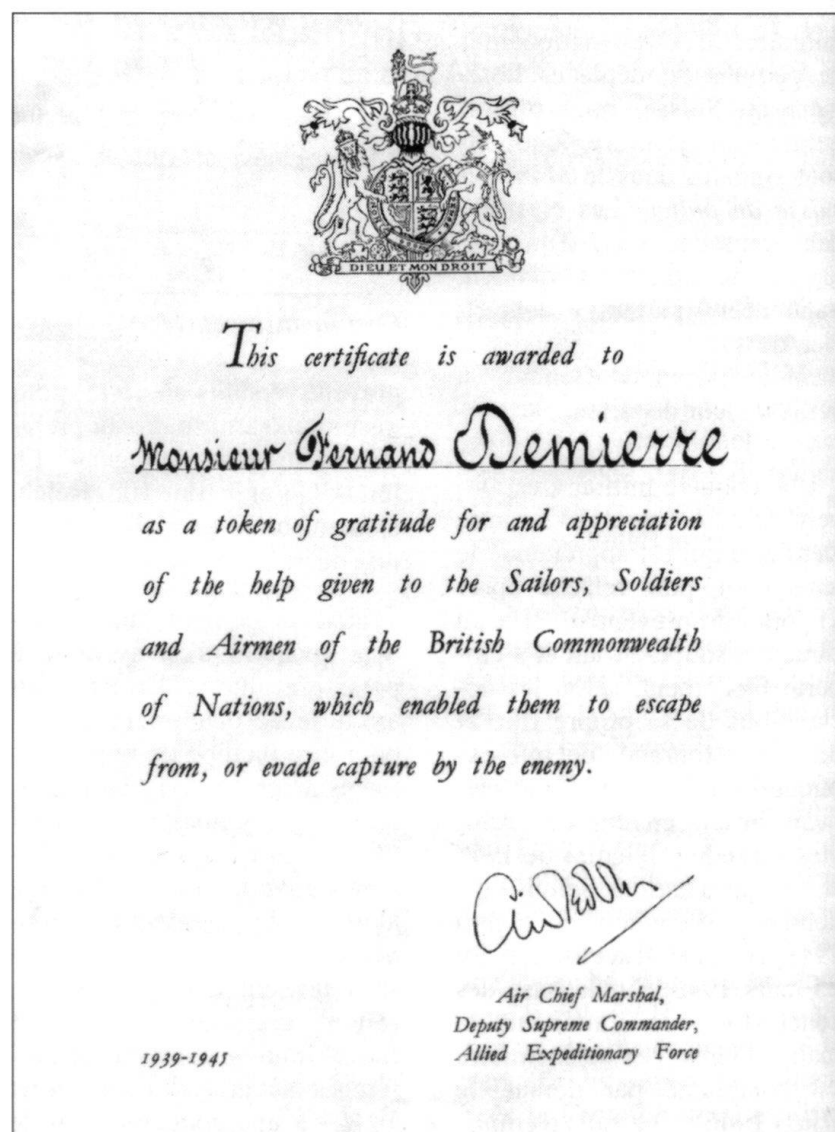 DIEU ET MON DROIT
This certificate is awarded to
Monsieur Fernand Demierre
as a token of gratitude for and appreciation
of the help given to the Sailors, Soldiers
and Airmen of the British Commonwealth
of Nations, which enabled them to escape
from, or evade capture by the enemy.
Air Chief Marshal,
Deputy Supreme Commander,
1939-1945 Allied Expeditionary Force